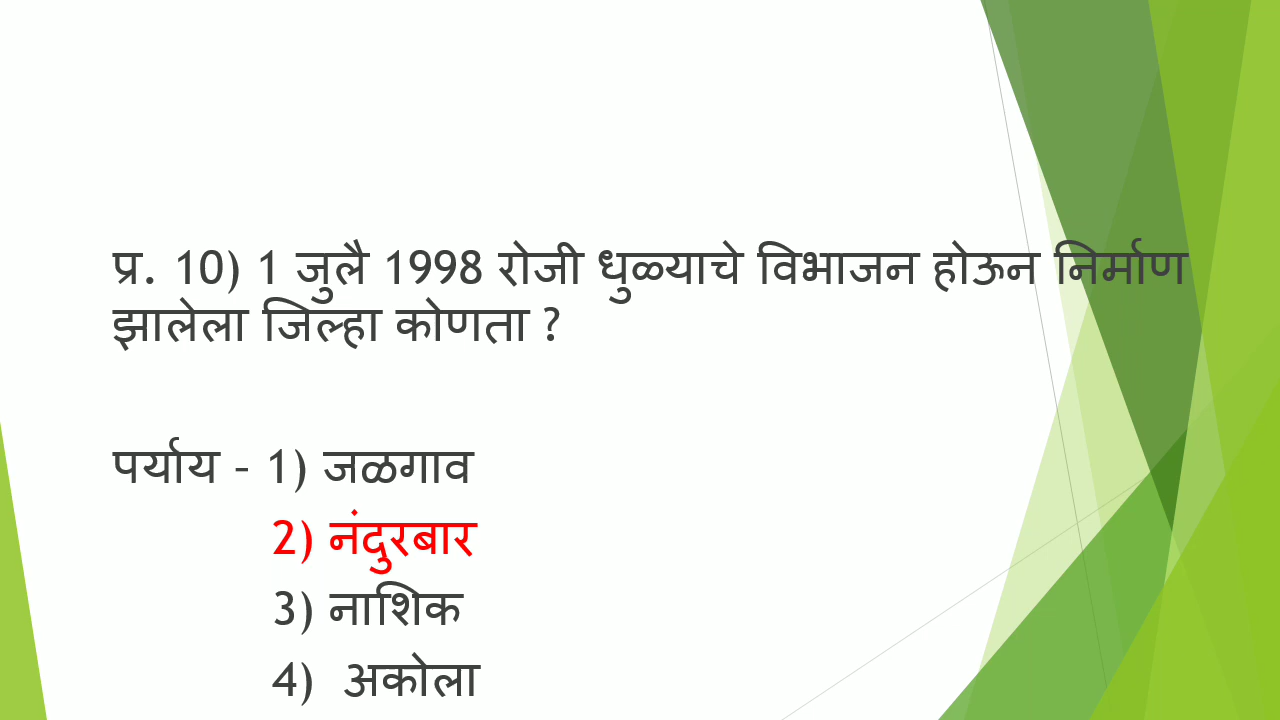 प्र. 10) 1 जुलै 1998 रोजी धुळ्याचे विभाजन होऊन निर्माण
झालेला जिल्हा कोणता ?
पर्याय – 1) जळगाव
2) नंदुरबार
3) नाशिक
4) अकोला